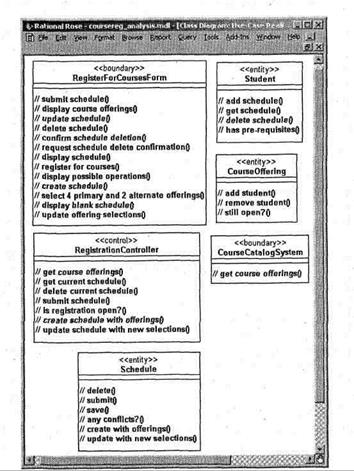 Rational Rose - coursereg_analysis.mdl - [Class Diagram: Use-Case Reali
File Edit View Format Browse Report Query Tools Add-Ins Window Help
<<boundary>>
RegisterForCoursesForm
// submit schedule()
// display course offerings()
// update schedule()
// delete schedule()
// confirm schedule deletion()
// request schedule delete confirmation()
// display schedule()
// register for courses()
// display possible operations()
// create schedule()
// select 4 primary and 2 alternate offerings()
// display blank schedule()
// update offering selections()
<<entity>>
Student
// add schedule()
// get schedule()
// delete schedule()
// has pre-requisites()
<<entity>>
CourseOffering
// add student()
// remove student()
// still open?()
<<control>>
RegistrationController
// get course offerings()
// get current schedule()
// delete current schedule()
// submit schedule()
// is registration open?()
// create schedule with offerings()
// update schedule with new selections()
<<boundary>>
CourseCatalogSystem
// get course offerings()
<<entity>>
Schedule
// delete()
// submit()
// save()
// any conflicts?()
// create with offerings()
// update with new selections()